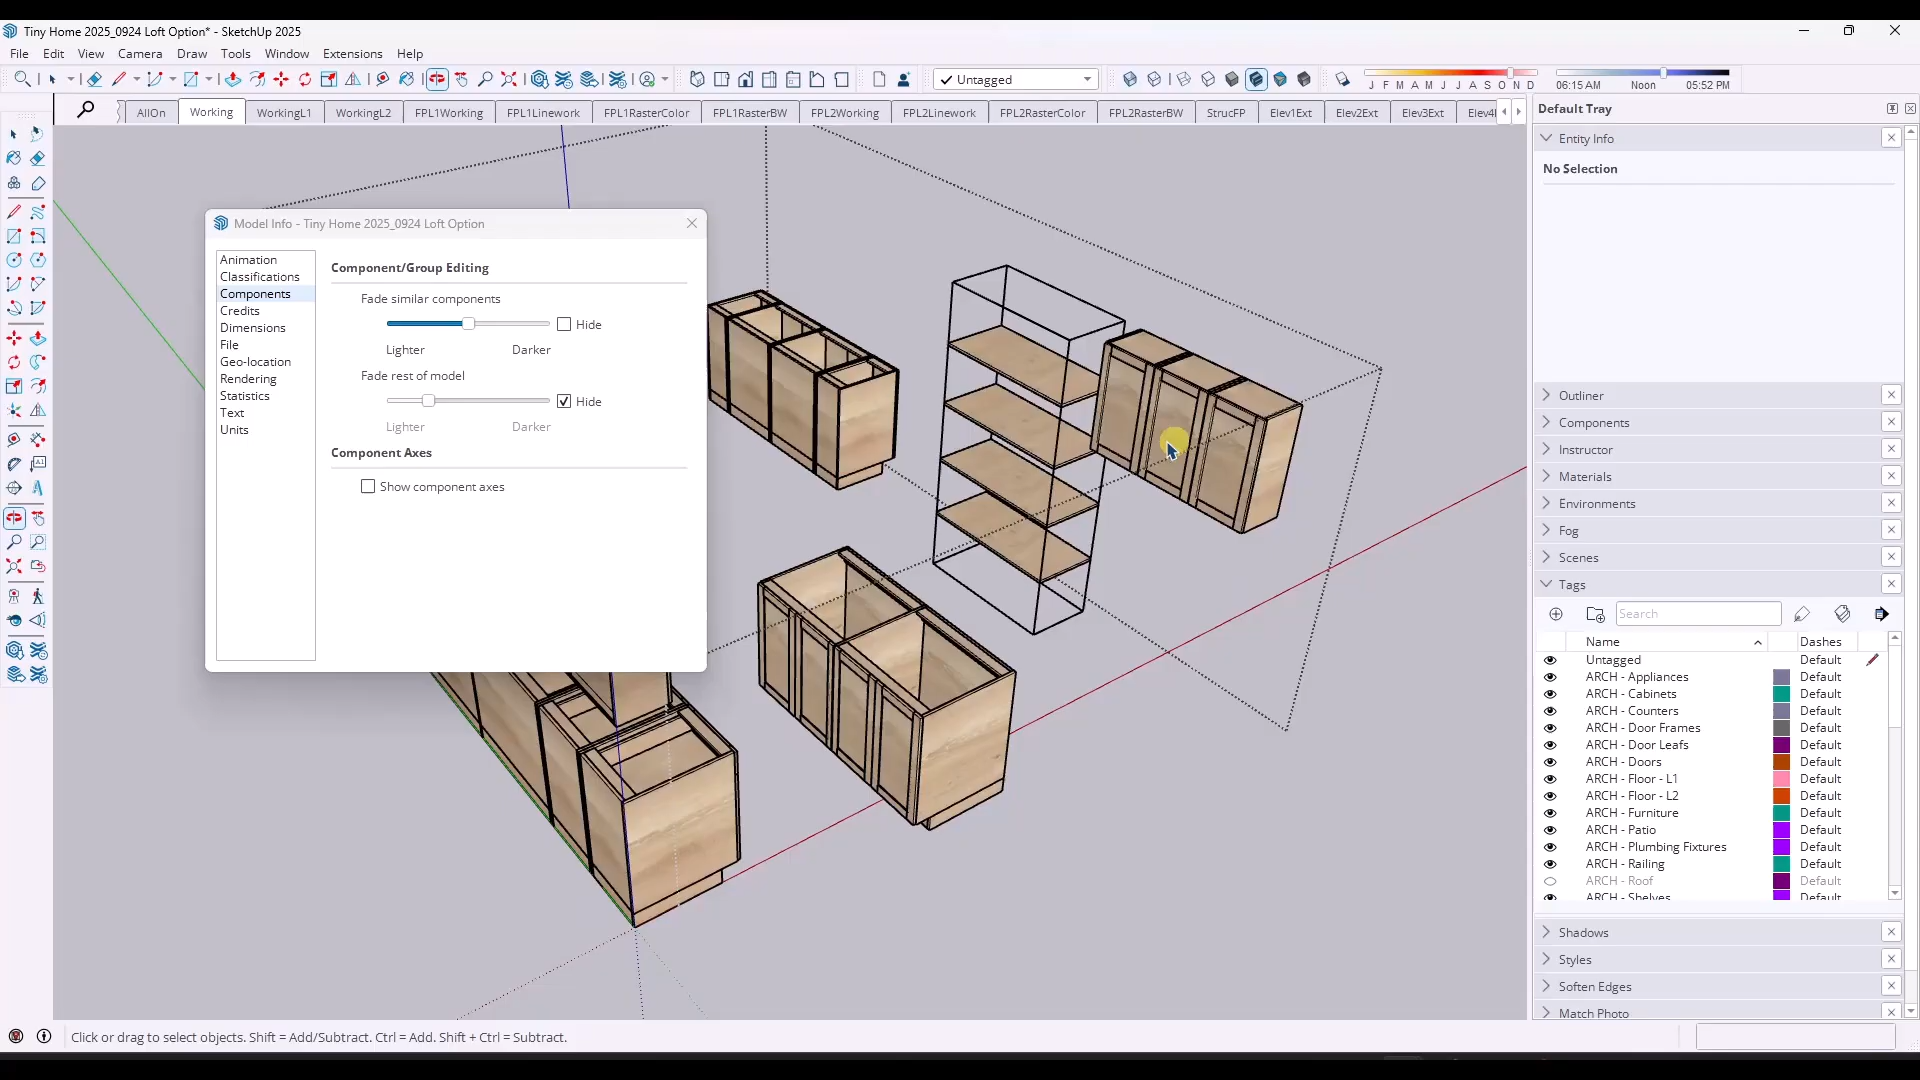 Tiny Home 2025_0924 Loft Option* - SketchUp 2025
File Edit View Camera Draw Tools Window Extensions Help
Untagged
J F M A M J J A S O N D
06:15 AM Noon 05:52 PM
AllOn Working WorkingL1 WorkingL2 FPL1Working FPL1Linework FPL1RasterColor FPL1RasterBW FPL2Working FPL2Linework FPL2RasterColor FPL2RasterBW StrucFP Elev1Ext Elev2Ext Elev3Ext
Default Tray
Entity Info
No Selection
Outliner
Components
Instructor
Materials
Environments
Fog
Scenes
Tags
Search
Name Dashes
Untagged Default
ARCH - Appliances Default
ARCH - Cabinets Default
ARCH - Counters Default
ARCH - Door Frames Default
ARCH - Door Leafs Default
ARCH - Doors Default
ARCH - Floor - L1 Default
ARCH - Floor - L2 Default
ARCH - Furniture Default
ARCH - Patio Default
ARCH - Plumbing Fixtures Default
ARCH - Railing Default
ARCH - Roof Default
ARCH - Shelves Default
Shadows
Styles
Soften Edges
Match Photo
Model Info - Tiny Home 2025_0924 Loft Option
Animation
Classifications
Components
Credits
Dimensions
File
Geo-location
Rendering
Statistics
Text
Units
Component/Group Editing
Fade similar components
Hide
Lighter Darker
Fade rest of model
Hide
Lighter Darker
Component Axes
Show component axes
Click or drag to select objects. Shift = Add/Subtract. Ctrl = Add. Shift + Ctrl = Subtract.